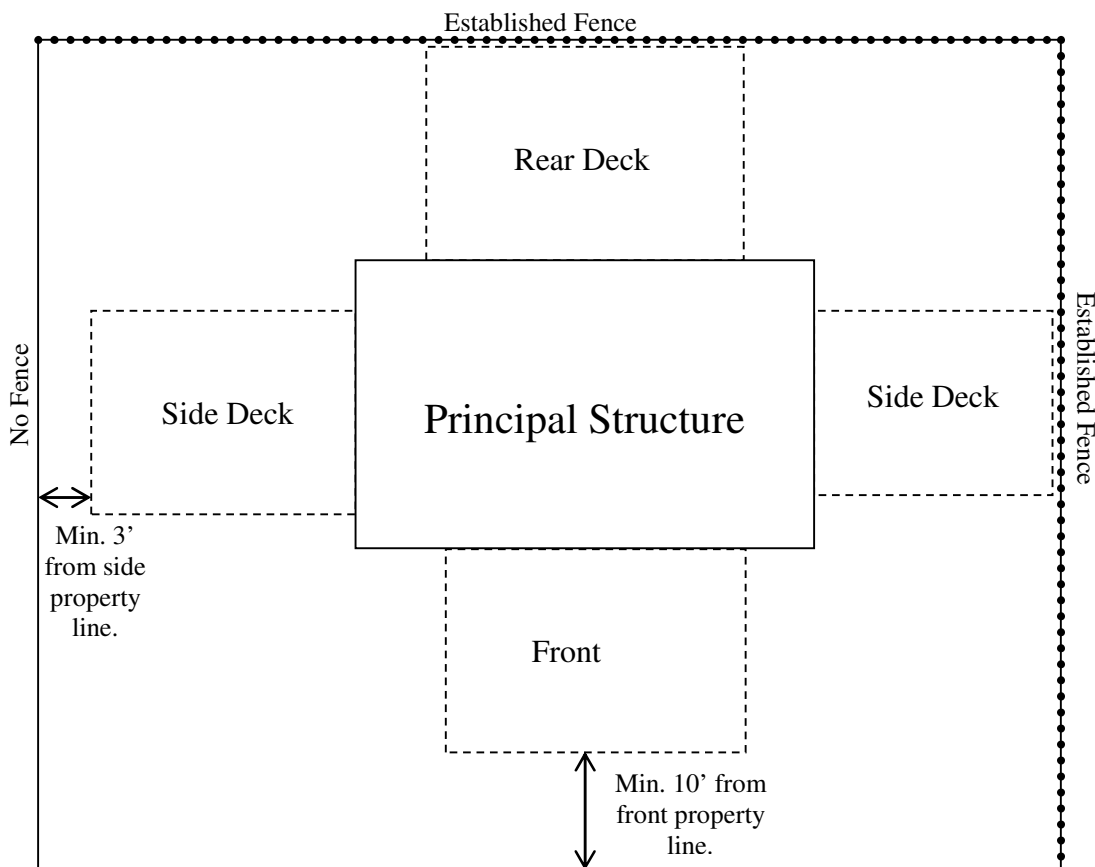 Established Fence
Rear Deck
No Fence
Side Deck
Principal Structure
Side Deck
Established Fence
Min. 3’
from side
property
line.
Front
Min. 10’ from
front property
line.